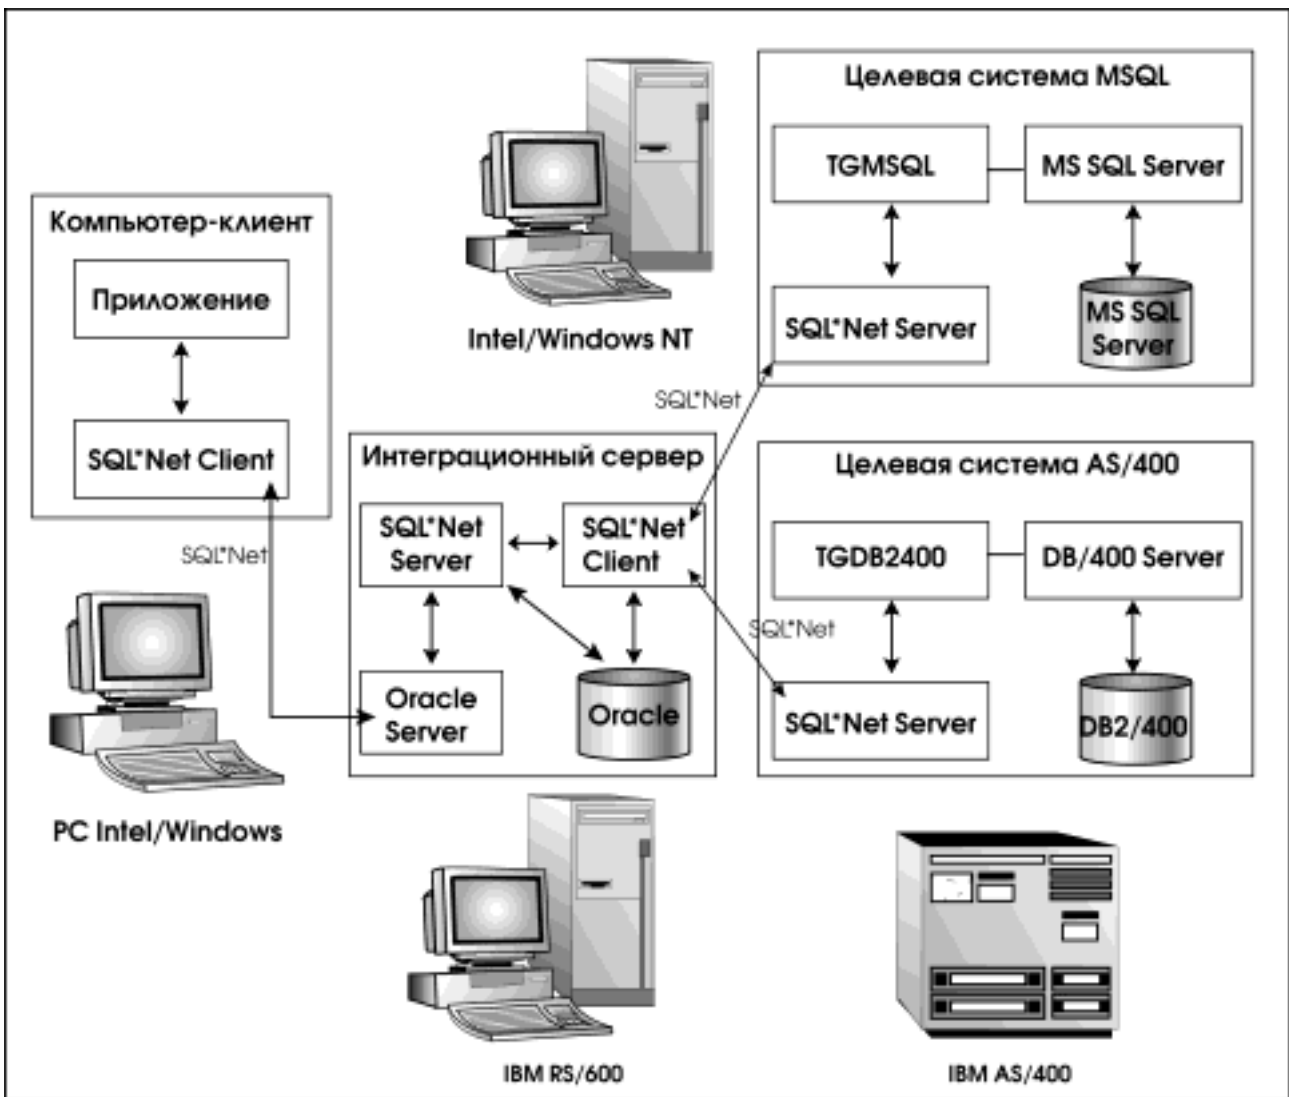 Целевая система MSQL
TGMSQL
MS SQL Server
SQL*Net Server
MS SQL
Server
Intel/Windows NT
Компьютер-клиент
Приложение
SQL*Net Client
SQL*Net
SQL*Net
Интеграционный сервер
SQL*Net
Server
SQL*Net
Client
Oracle
Server
Oracle
SQL*Net
Целевая система AS/400
TGDB2400
DB/400 Server
SQL*Net Server
DB2/400
PC Intel/Windows
IBM RS/600
IBM AS/400